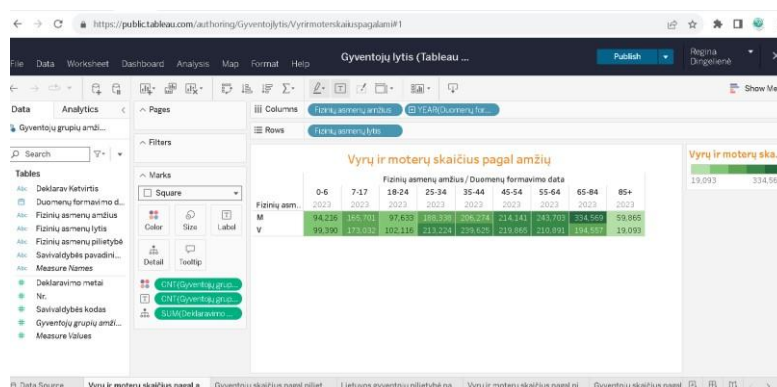 https://public.tableau.com/authoring/Gyventojlytis/Vyrirmoterskaiuspagalami#1
File Data Worksheet Dashboard Analysis Map Format Help
Gyventojų lytis (Tableau ...
Publish
Regina Dingelienė
Show Me
Data Analytics
Gyventojų grupių amži...
Search
Tables
Deklarav Ketvirtis
Duomenų formavimo d...
Fizinių asmenų amžius
Fizinių asmenų lytis
Fizinių asmenų pilietybė
Savivaldybės pavadini...
Measure Names
Deklaravimo metai
Nr.
Savivaldybės kodas
Gyventojų grupių amži...
Measure Values
Pages
Filters
Marks
Square
Color Size Label
Detail Tooltip
CNT(Gyventojų grup...
CNT(Gyventojų grup...
SUM(Deklaravimo ...
Columns Fizinių asmenų amžius YEAR(Duomenų for...
Rows Fizinių asmenų lytis
Vyrų ir moterų skaičius pagal amžių
Fizinių asmenų amžius / Duomenų formavimo data
0-6 7-17 18-24 25-34 35-44 45-54 55-64 65-84 85+
Fizinių asm.. 2023 2023 2023 2023 2023 2023 2023 2023 2023
M 94,216 165,701 97,633 188,338 206,274 214,141 243,703 334,569 59,865
V 99,390 173,032 102,116 213,224 239,625 219,865 210,891 194,557 19,093
Vyrų ir moterų ska...
19,093 334,56
Data Source Vyrų ir moterų skaičius pagal a... Gyventojų skaičius pagal piliet... Lietuvos gyventojų pilietybė pa... Vyrų ir moterų skaičius pagal pi... Gyventojų skaičius pagal